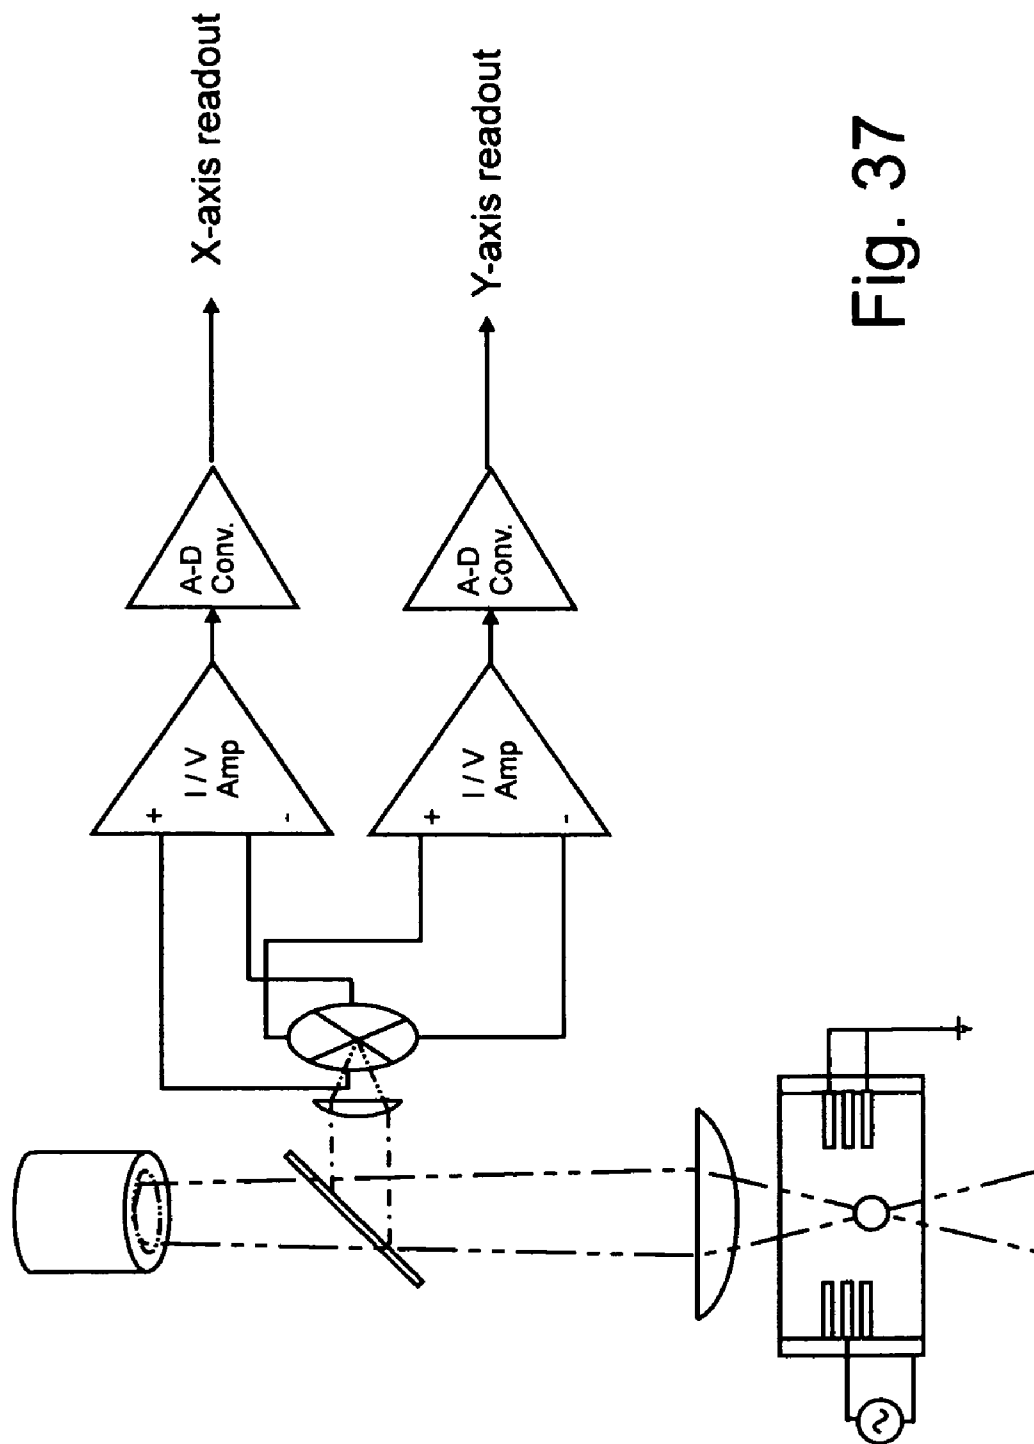 X-axis readout
Y-axis readout
A-D
Conv.
A-D
Conv.
I / V
Amp
+
-
I / V
Amp
+
-
Fig. 37